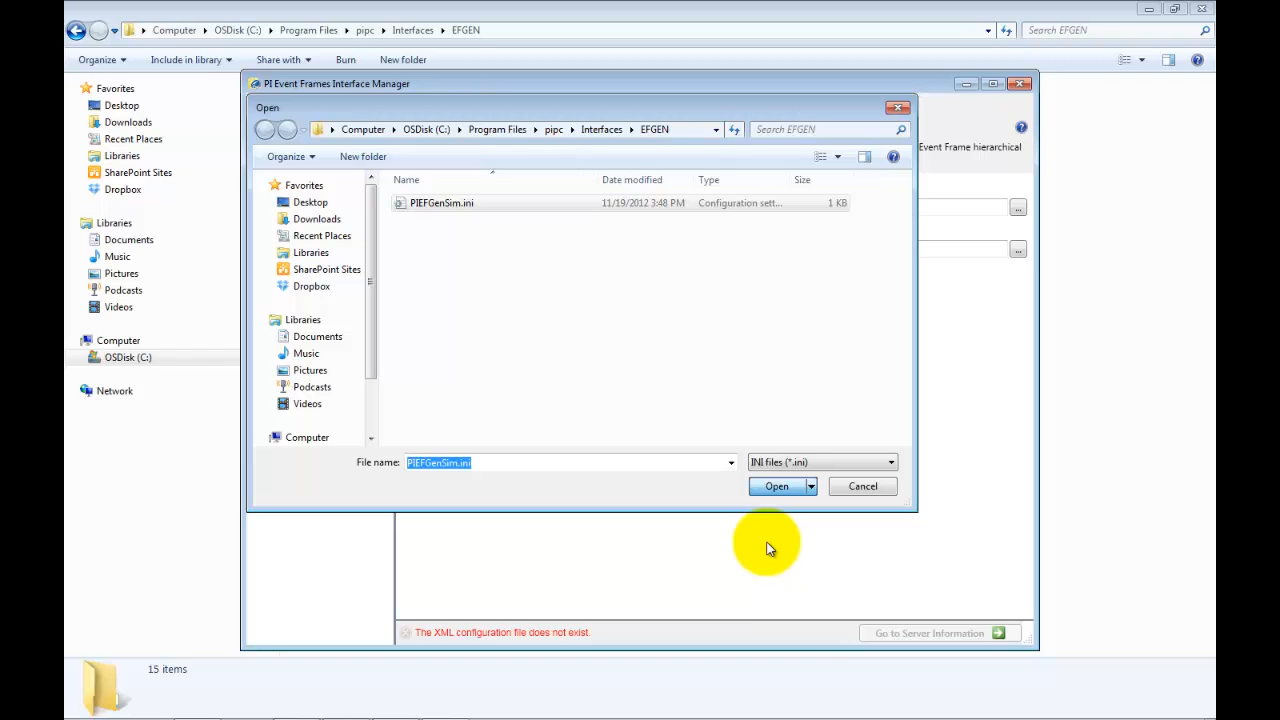 Computer OSDisk (C:) Program Files pipc Interfaces EFGEN
Search EFGEN
Organize Include in library Share with Burn New folder
Favorites
Desktop
Downloads
Recent Places
Libraries
SharePoint Sites
Dropbox
Libraries
Documents
Music
Pictures
Podcasts
Videos
Computer
OSDisk (C:)
Network
PI Event Frames Interface Manager
Event Frame hierarchical
...
...
Open
Computer OSDisk (C:) Program Files pipc Interfaces EFGEN
Search EFGEN
Organize New folder
Favorites
Desktop
Downloads
Recent Places
Libraries
SharePoint Sites
Dropbox
Libraries
Documents
Music
Pictures
Podcasts
Videos
Computer
Name Date modified Type Size
PIEFGenSim.ini 11/19/2012 3:48 PM Configuration sett... 1 KB
File name: PIEFGenSim.ini INI files (*.ini)
Open Cancel
The XML configuration file does not exist. Go to Server Information
15 items